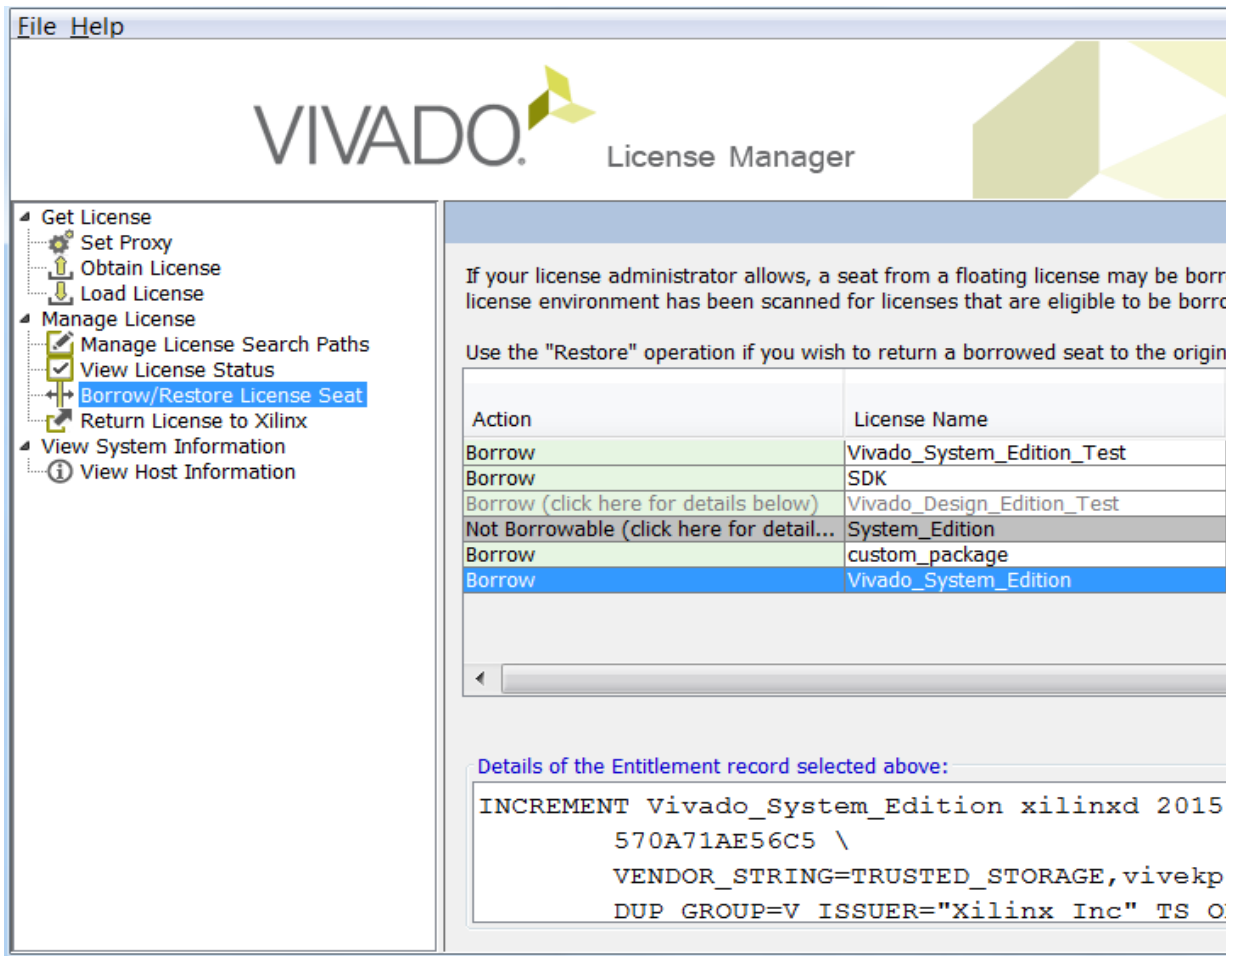 File Help
VIVADO.
License Manager
Get License
Set Proxy
Obtain License
Load License
Manage License
Manage License Search Paths
View License Status
Borrow/Restore License Seat
Return License to Xilinx
View System Information
View Host Information
If your license administrator allows, a seat from a floating license may be borr
license environment has been scanned for licenses that are eligible to be borro
Use the "Restore" operation if you wish to return a borrowed seat to the origin
Action License Name
Borrow Vivado_System_Edition_Test
Borrow SDK
Borrow (click here for details below) Vivado_Design_Edition_Test
Not Borrowable (click here for detail... System_Edition
Borrow custom_package
Borrow Vivado_System_Edition
Details of the Entitlement record selected above:
INCREMENT Vivado_System_Edition xilinxd 2015
570A71AE56C5 \
VENDOR_STRING=TRUSTED_STORAGE,vivekp
DUP_GROUP=V ISSUER="Xilinx Inc" TS_O